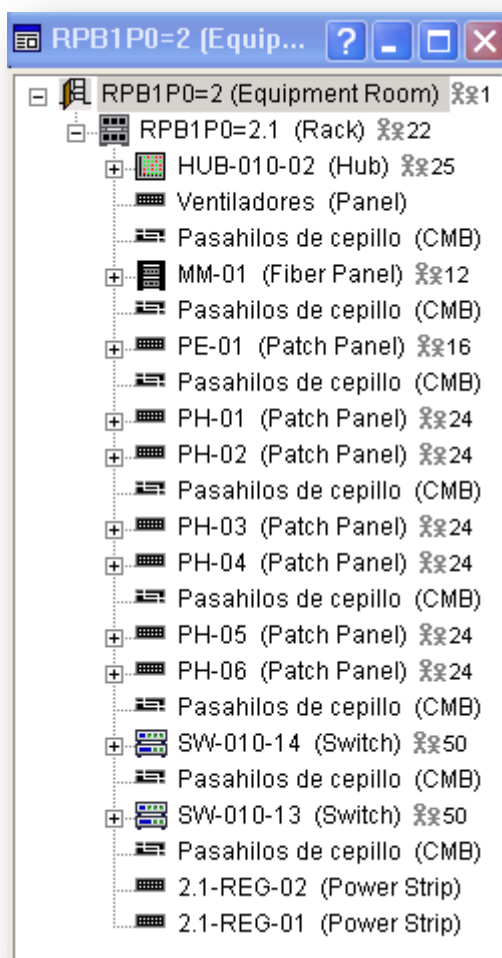 RPB1P0=2 (Equip...
RPB1P0=2 (Equipment Room) 1
RPB1P0=2.1 (Rack) 22
HUB-010-02 (Hub) 25
Ventiladores (Panel)
Pasahilos de cepillo (CMB)
MM-01 (Fiber Panel) 12
Pasahilos de cepillo (CMB)
PE-01 (Patch Panel) 16
Pasahilos de cepillo (CMB)
PH-01 (Patch Panel) 24
PH-02 (Patch Panel) 24
Pasahilos de cepillo (CMB)
PH-03 (Patch Panel) 24
PH-04 (Patch Panel) 24
Pasahilos de cepillo (CMB)
PH-05 (Patch Panel) 24
PH-06 (Patch Panel) 24
Pasahilos de cepillo (CMB)
SW-010-14 (Switch) 50
Pasahilos de cepillo (CMB)
SW-010-13 (Switch) 50
Pasahilos de cepillo (CMB)
2.1-REG-02 (Power Strip)
2.1-REG-01 (Power Strip)